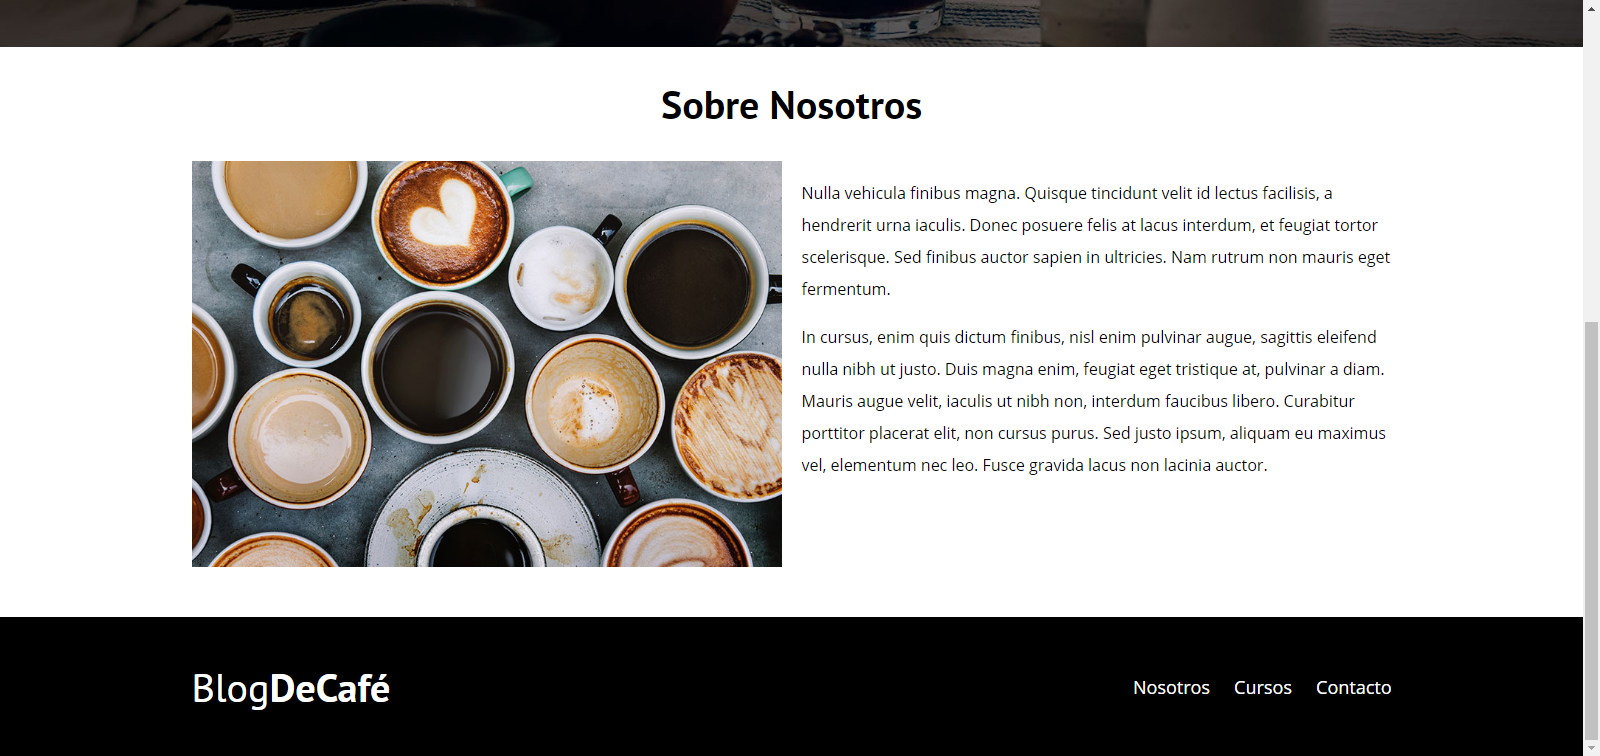 Sobre Nosotros
Nulla vehicula finibus magna. Quisque tincidunt velit id lectus facilisis, a
hendrerit urna iaculis. Donec posuere felis at lacus interdum, et feugiat tortor
scelerisque. Sed finibus auctor sapien in ultricies. Nam rutrum non mauris eget
fermentum.
In cursus, enim quis dictum finibus, nisl enim pulvinar augue, sagittis eleifend
nulla nibh ut justo. Duis magna enim, feugiat eget tristique at, pulvinar a diam.
Mauris augue velit, iaculis ut nibh non, interdum faucibus libero. Curabitur
porttitor placerat elit, non cursus purus. Sed justo ipsum, aliquam eu maximus
vel, elementum nec leo. Fusce gravida lacus non lacinia auctor.
BlogDeCafé
Nosotros Cursos Contacto